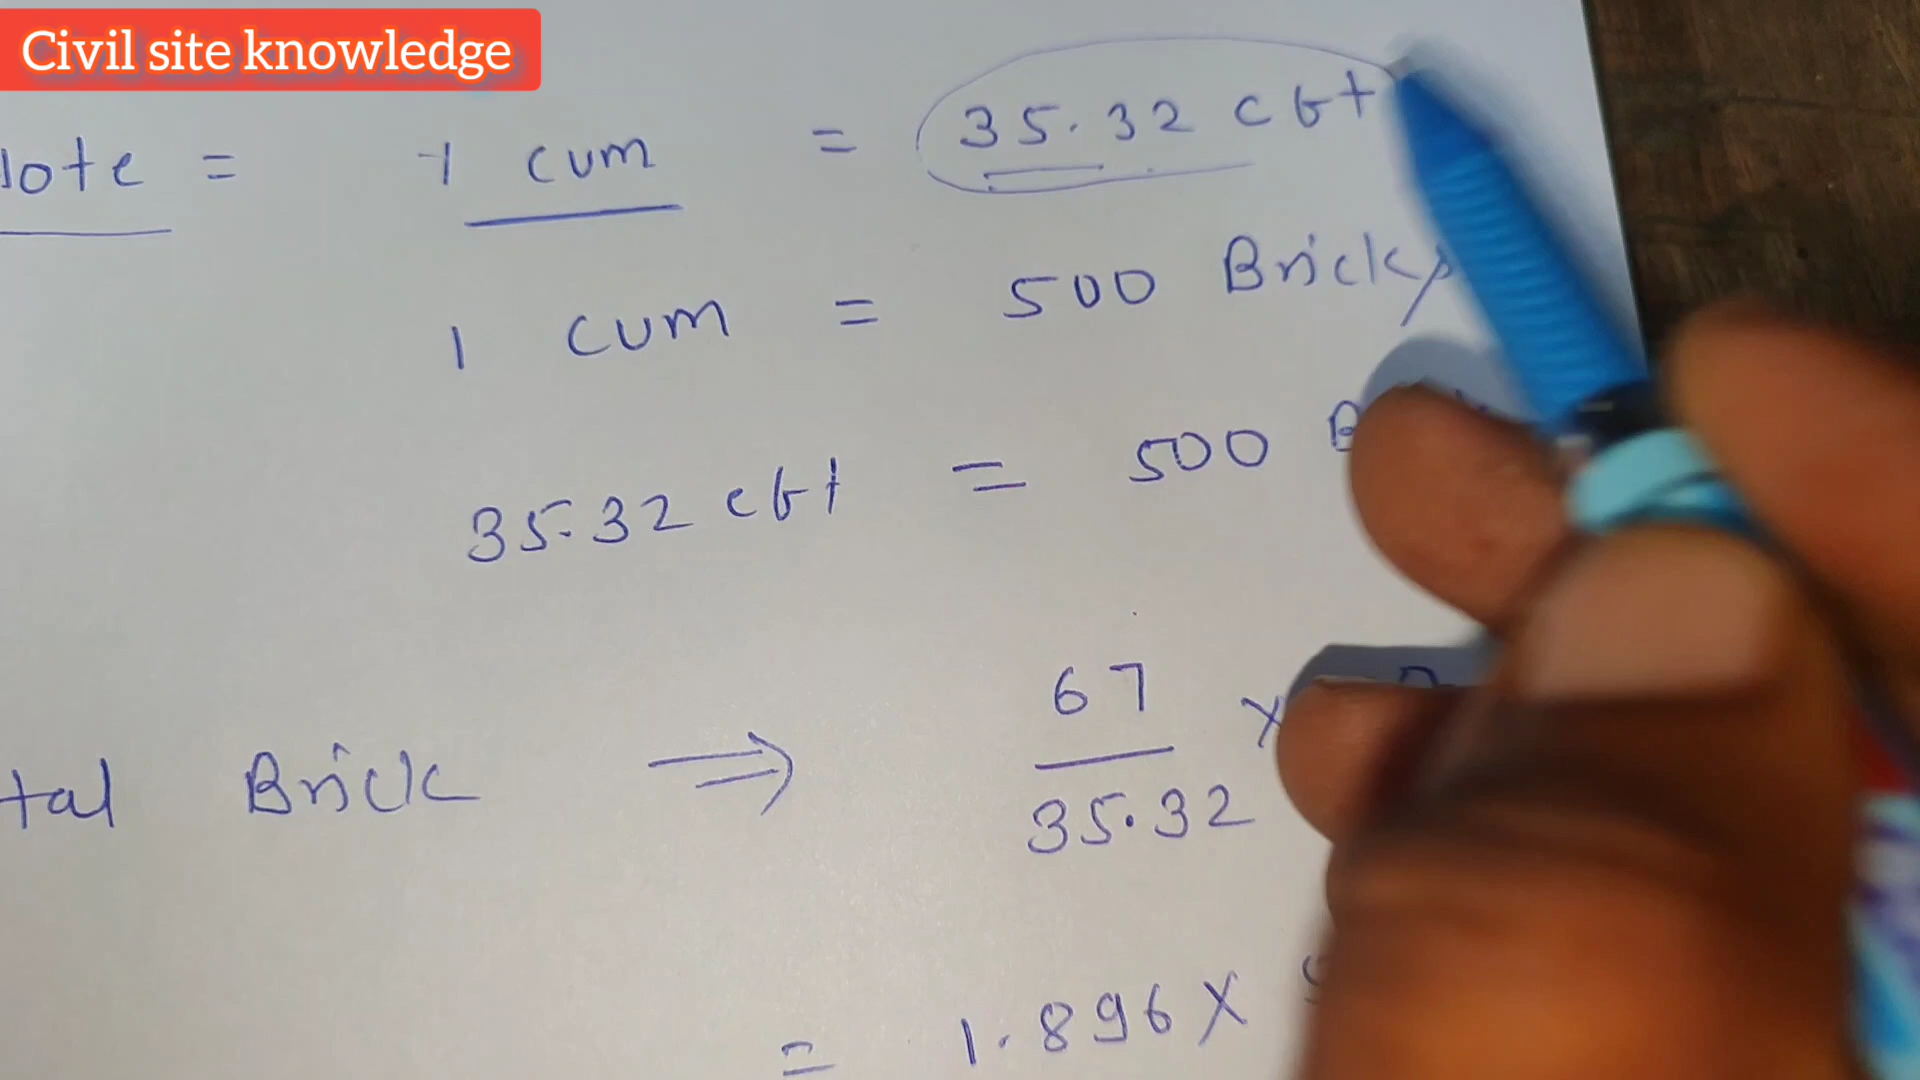 Civil site knowledge
Note = 1 cum = 35.32 cft
1 cum = 500 Bricks
35.32 cft = 500
67
tal Brick ⇒ ― ×
35.32
= 1.896 ×